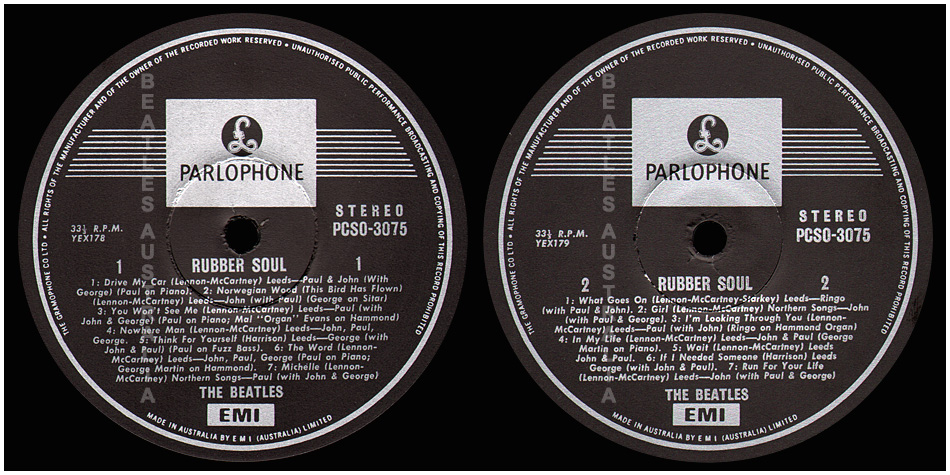 THE GRAMOPHONE CO LTD • ALL RIGHTS OF THE MANUFACTURER AND OF THE OWNER OF THE RECORDED WORK RESERVED • UNAUTHORISED PUBLIC PERFORMANCE BROADCASTING AND COPYING OF THIS RECORD PROHIBITED
BEATLES AUSTRALIA
£
PARLOPHONE
STEREO
PCSO-3075
33⅓ R.P.M.
YEX178
1 RUBBER SOUL 1
1: Drive My Car (Lennon-McCartney) Leeds—Paul & John (With
George) (Paul on Piano). 2: Norwegian Wood (This Bird Has Flown)
(Lennon-McCartney) Leeds—John (with Paul) (George on Sitar)
3: You Won't See Me (Lennon-McCartney) Leeds—Paul (with
John & George) (Paul on Piano; Mal "Organ" Evans on Hammond)
4: Nowhere Man (Lennon-McCartney) Leeds—John, Paul,
George. 5: Think For Yourself (Harrison) Leeds—George (with
John & Paul) (Paul on Fuzz Bass). 6: The Word (Lennon-
McCartney) Leeds—John, Paul, George (Paul on Piano;
George Martin on Hammond). 7: Michelle (Lennon-
McCartney) Northern Songs—Paul (with John & George)
THE BEATLES
EMI
MADE IN AUSTRALIA BY E M I (AUSTRALIA) LIMITED
THE GRAMOPHONE CO LTD • ALL RIGHTS OF THE MANUFACTURER AND OF THE OWNER OF THE RECORDED WORK RESERVED • UNAUTHORISED PUBLIC PERFORMANCE BROADCASTING AND COPYING OF THIS RECORD PROHIBITED
BEATLES AUSTRALIA
£
PARLOPHONE
STEREO
PCSO-3075
33⅓ R.P.M.
YEX179
2 RUBBER SOUL 2
1: What Goes On (Lennon-McCartney-Starkey) Leeds—Ringo
(with Paul & John). 2: Girl (Lennon-McCartney) Northern Songs—John
(with Paul & George). 3: I'm Looking Through You (Lennon-
McCartney) Leeds—Paul (with John) (Ringo on Hammond Organ)
4: In My Life (Lennon-McCartney) Leeds—John & Paul (George
Martin on Piano). 5: Wait (Lennon-McCartney) Leeds
John & Paul. 6: If I Needed Someone (Harrison) Leeds
George (with John & Paul). 7: Run For Your Life
(Lennon-McCartney) Leeds—John (with Paul & George)
THE BEATLES
EMI
MADE IN AUSTRALIA BY E M I (AUSTRALIA) LIMITED